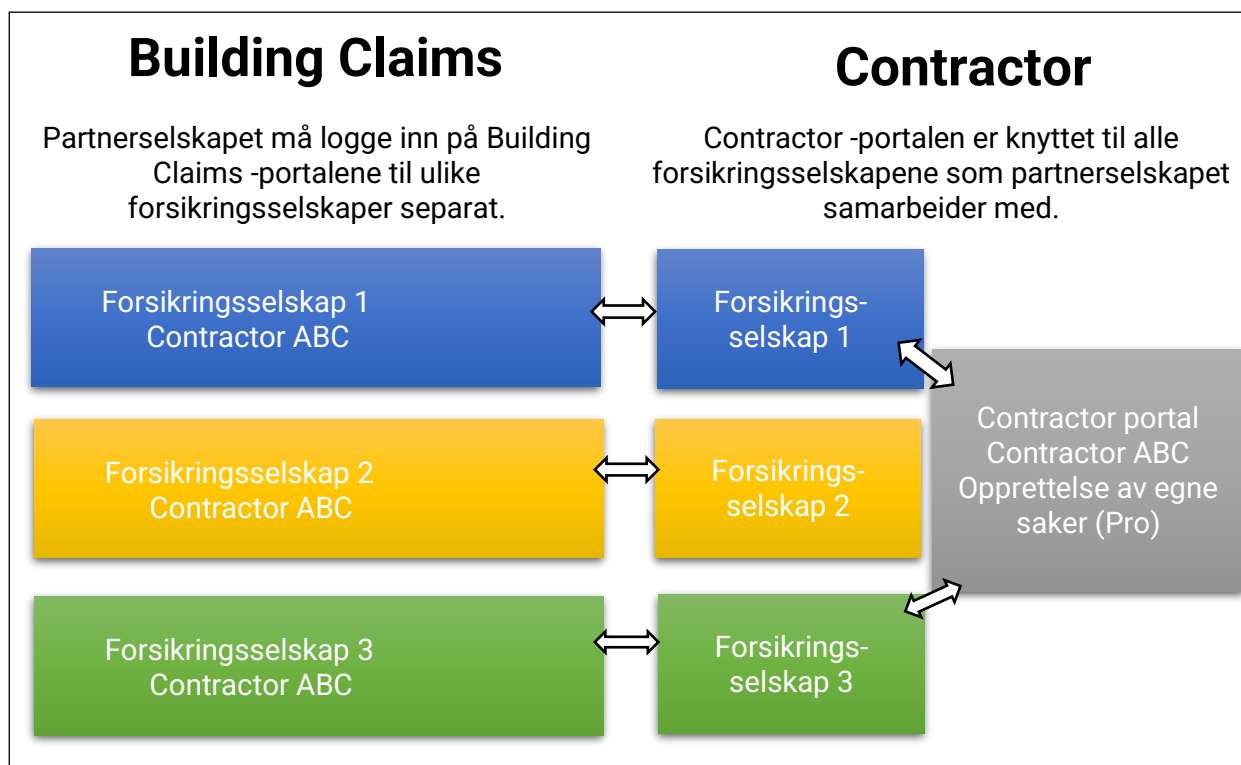 Building Claims
Partnerselskapet må logge inn på Building
Claims -portalene til ulike
forsikringsselskaper separat.
Contractor
Contractor -portalen er knyttet til alle
forsikringsselskapene som partnerselskapet
samarbeider med.
Forsikringsselskap 1
Contractor ABC
Forsikrings-
selskap 1
Forsikringsselskap 2
Contractor ABC
Forsikrings-
selskap 2
Forsikringsselskap 3
Contractor ABC
Forsikrings-
selskap 3
Contractor portal
Contractor ABC
Opprettelse av egne
saker (Pro)